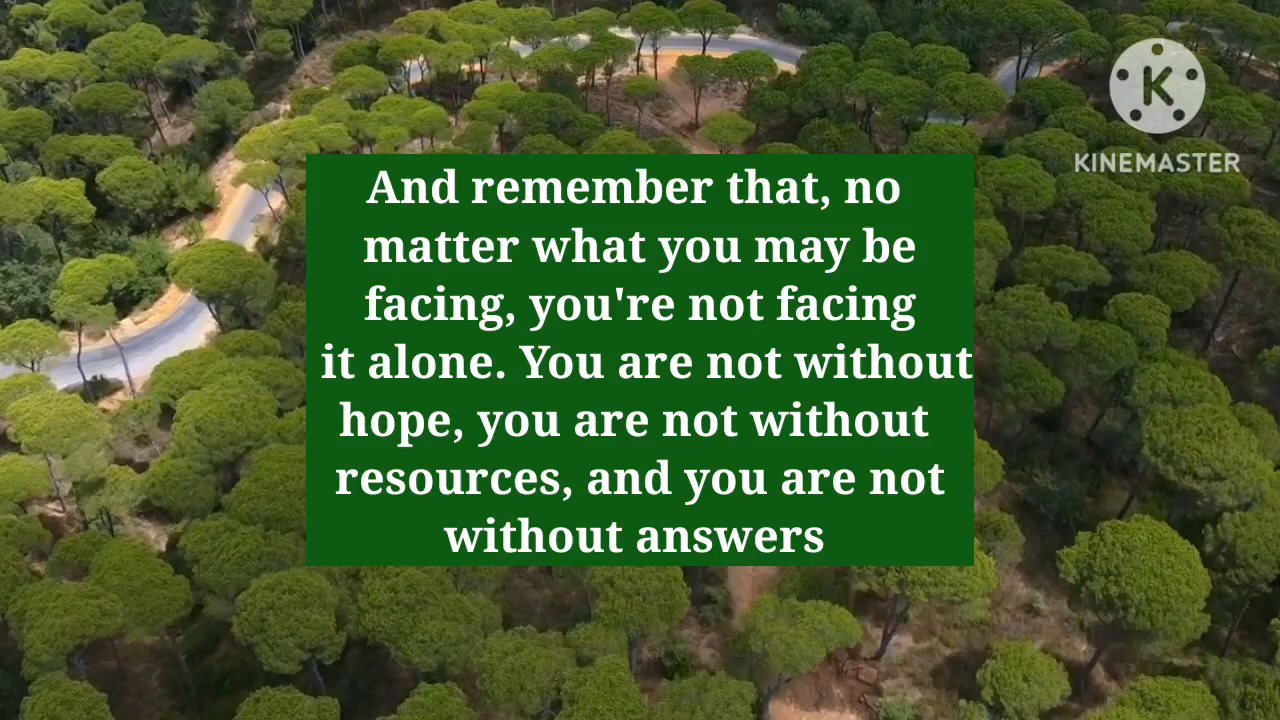 K
KINEMASTER
And remember that, no
matter what you may be
facing, you're not facing
it alone. You are not without
hope, you are not without
resources, and you are not
without answers